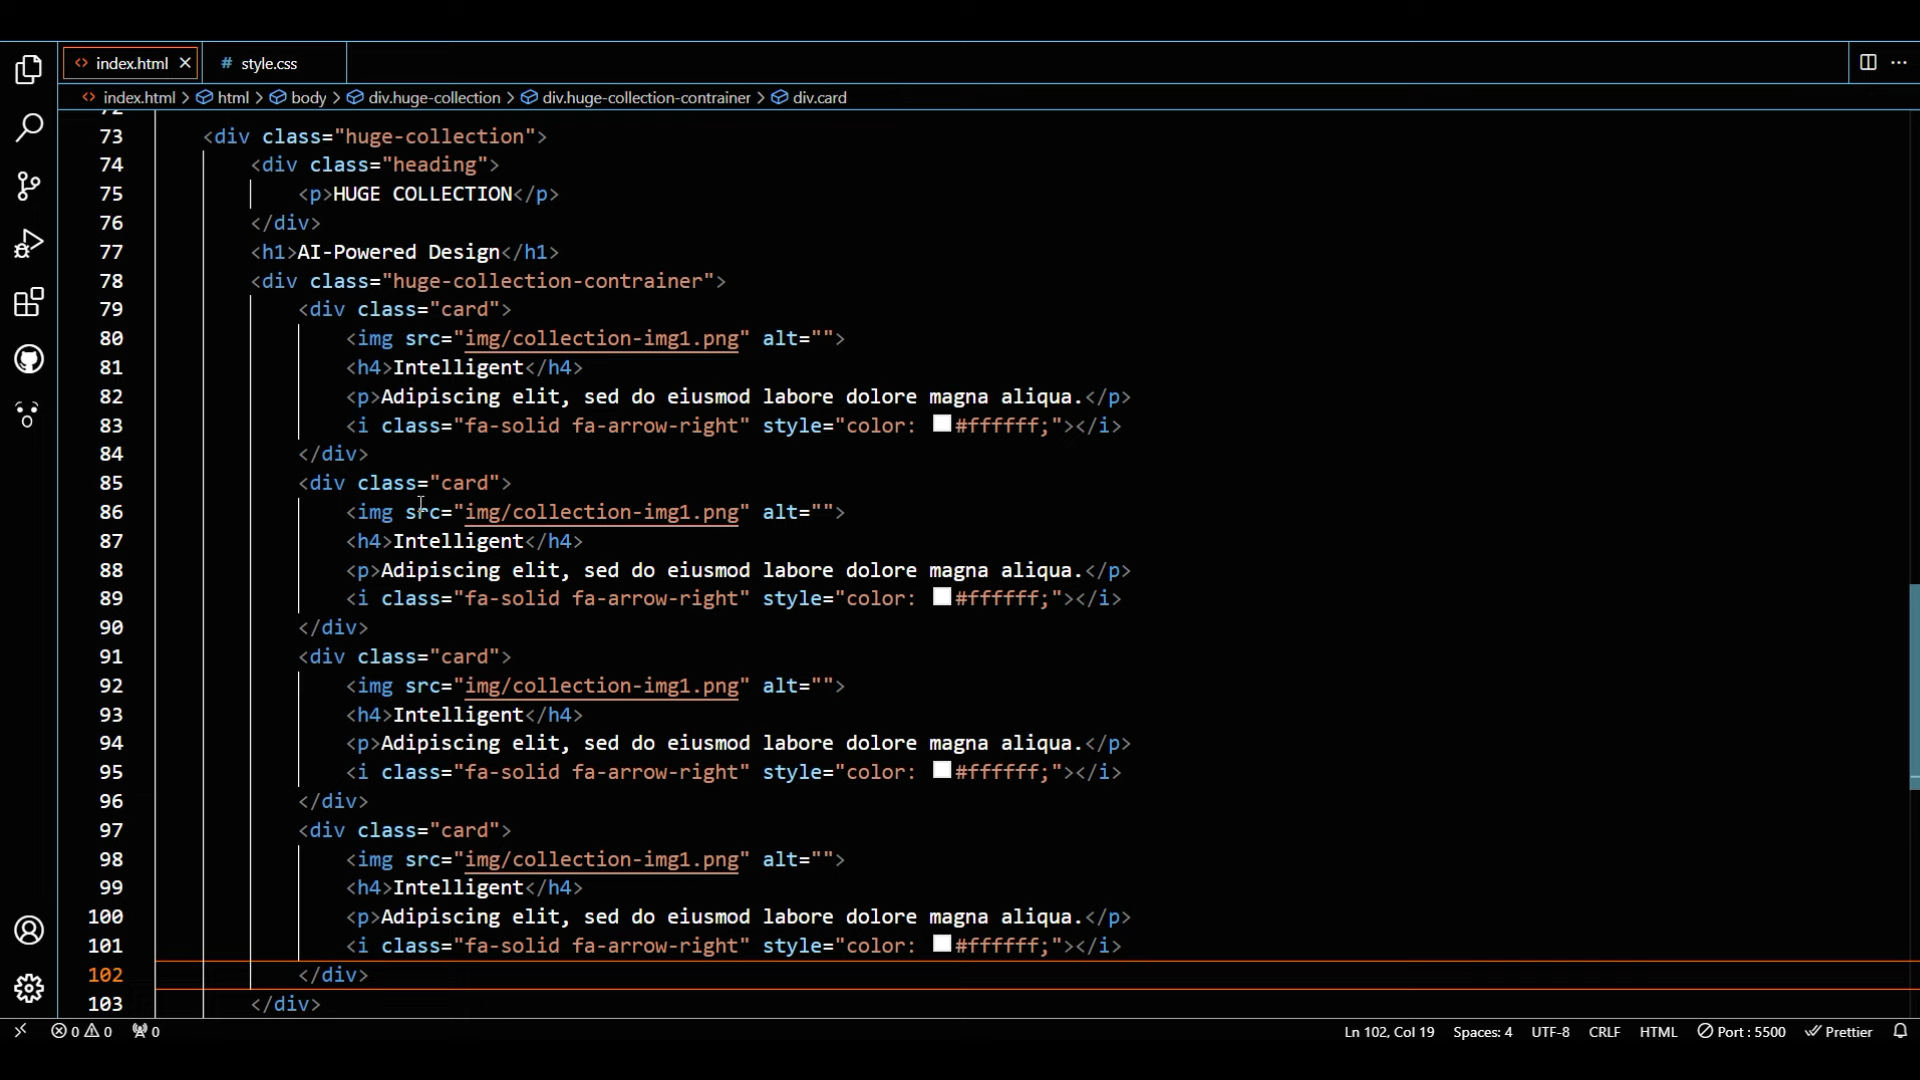 index.html
# style.css
index.html > html > body > div.huge-collection > div.huge-collection-contrainer > div.card
73 <div class="huge-collection">
74 <div class="heading">
75 <p>HUGE COLLECTION</p>
76 </div>
77 <h1>AI-Powered Design</h1>
78 <div class="huge-collection-contrainer">
79 <div class="card">
80 <img src="img/collection-img1.png" alt="">
81 <h4>Intelligent</h4>
82 <p>Adipiscing elit, sed do eiusmod labore dolore magna aliqua.</p>
83 <i class="fa-solid fa-arrow-right" style="color: #ffffff;"></i>
84 </div>
85 <div class="card">
86 <img src="img/collection-img1.png" alt="">
87 <h4>Intelligent</h4>
88 <p>Adipiscing elit, sed do eiusmod labore dolore magna aliqua.</p>
89 <i class="fa-solid fa-arrow-right" style="color: #ffffff;"></i>
90 </div>
91 <div class="card">
92 <img src="img/collection-img1.png" alt="">
93 <h4>Intelligent</h4>
94 <p>Adipiscing elit, sed do eiusmod labore dolore magna aliqua.</p>
95 <i class="fa-solid fa-arrow-right" style="color: #ffffff;"></i>
96 </div>
97 <div class="card">
98 <img src="img/collection-img1.png" alt="">
99 <h4>Intelligent</h4>
100 <p>Adipiscing elit, sed do eiusmod labore dolore magna aliqua.</p>
101 <i class="fa-solid fa-arrow-right" style="color: #ffffff;"></i>
102 </div>
103 </div>
0 0 0
Ln 102, Col 19 Spaces: 4 UTF-8 CRLF HTML Port : 5500 Prettier